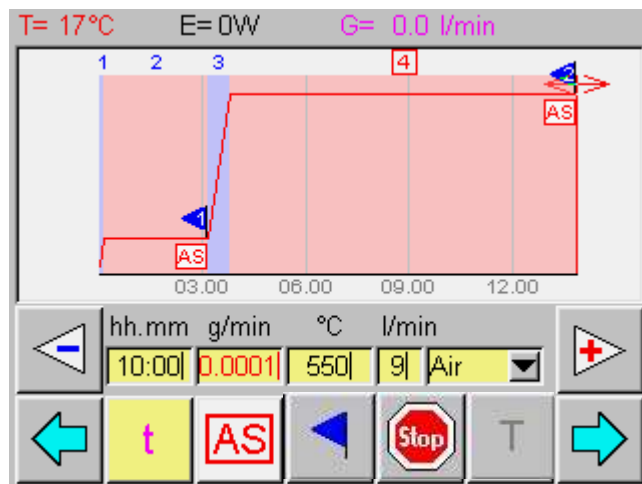 T= 17°C E= 0W G= 0.0 l/min
1 2 3 4
2
AS
1
AS
03.00 06.00 09.00 12.00
hh.mm g/min °C l/min
- 10:00 0.0001 550 9 Air +
t AS Stop T